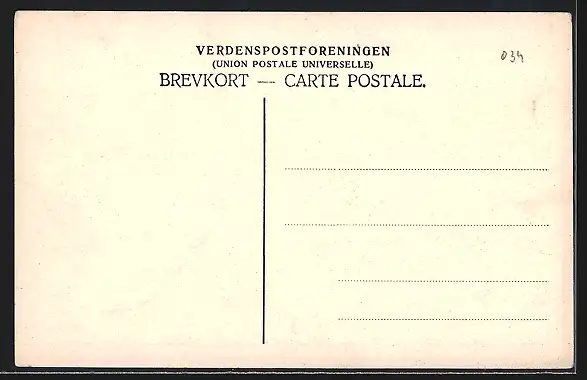 VERDENSPOSTFORENINGEN
(UNION POSTALE UNIVERSELLE)
BREVKORT — CARTE POSTALE.
034